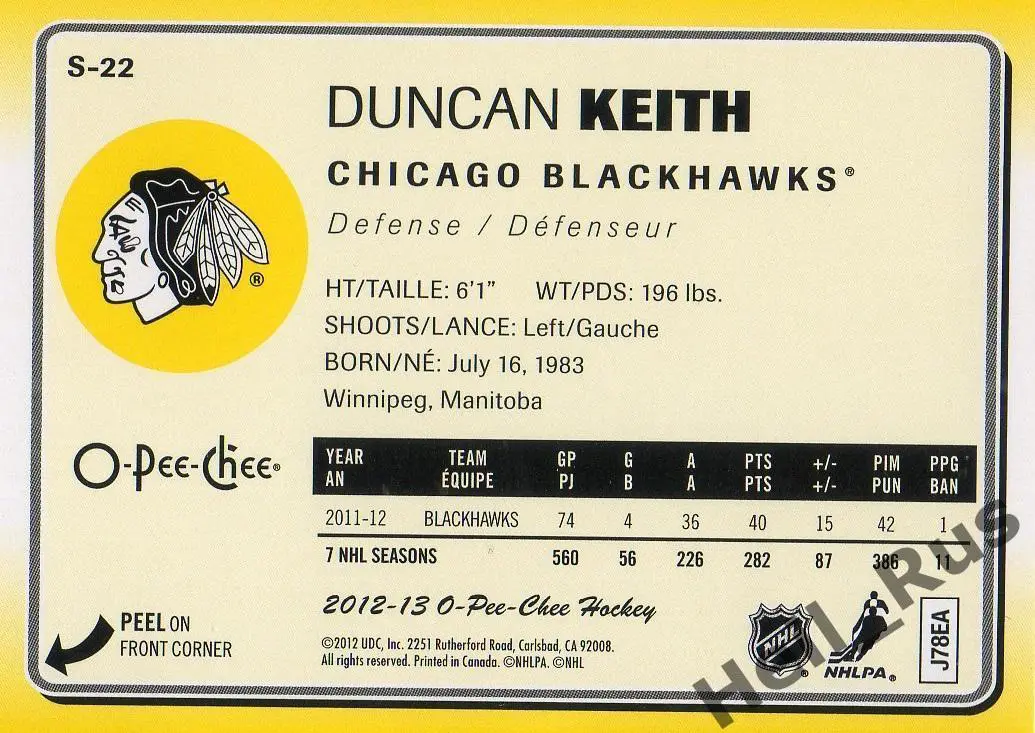 S-22
DUNCAN KEITH
CHICAGO BLACKHAWKS®
Defense / Défenseur
®
HT/TAILLE: 6'1" WT/PDS: 196 lbs.
SHOOTS/LANCE: Left/Gauche
BORN/NÉ: July 16, 1983
Winnipeg, Manitoba
O-Pee-Chee®
YEAR TEAM GP G A PTS +/- PIM PPG
AN ÉQUIPE PJ B A PTS +/- PUN BAN
2011-12 BLACKHAWKS 74 4 36 40 15 42 1
7 NHL SEASONS 560 56 226 282 87 386 11
2012-13 O-Pee-Chee Hockey
PEEL ON
FRONT CORNER
©2012 UDC, Inc. 2251 Rutherford Road, Carlsbad, CA 92008.
All rights reserved. Printed in Canada. ©NHLPA. ©NHL
NHL®
NHLPA®
J78EA
Heil_Rus